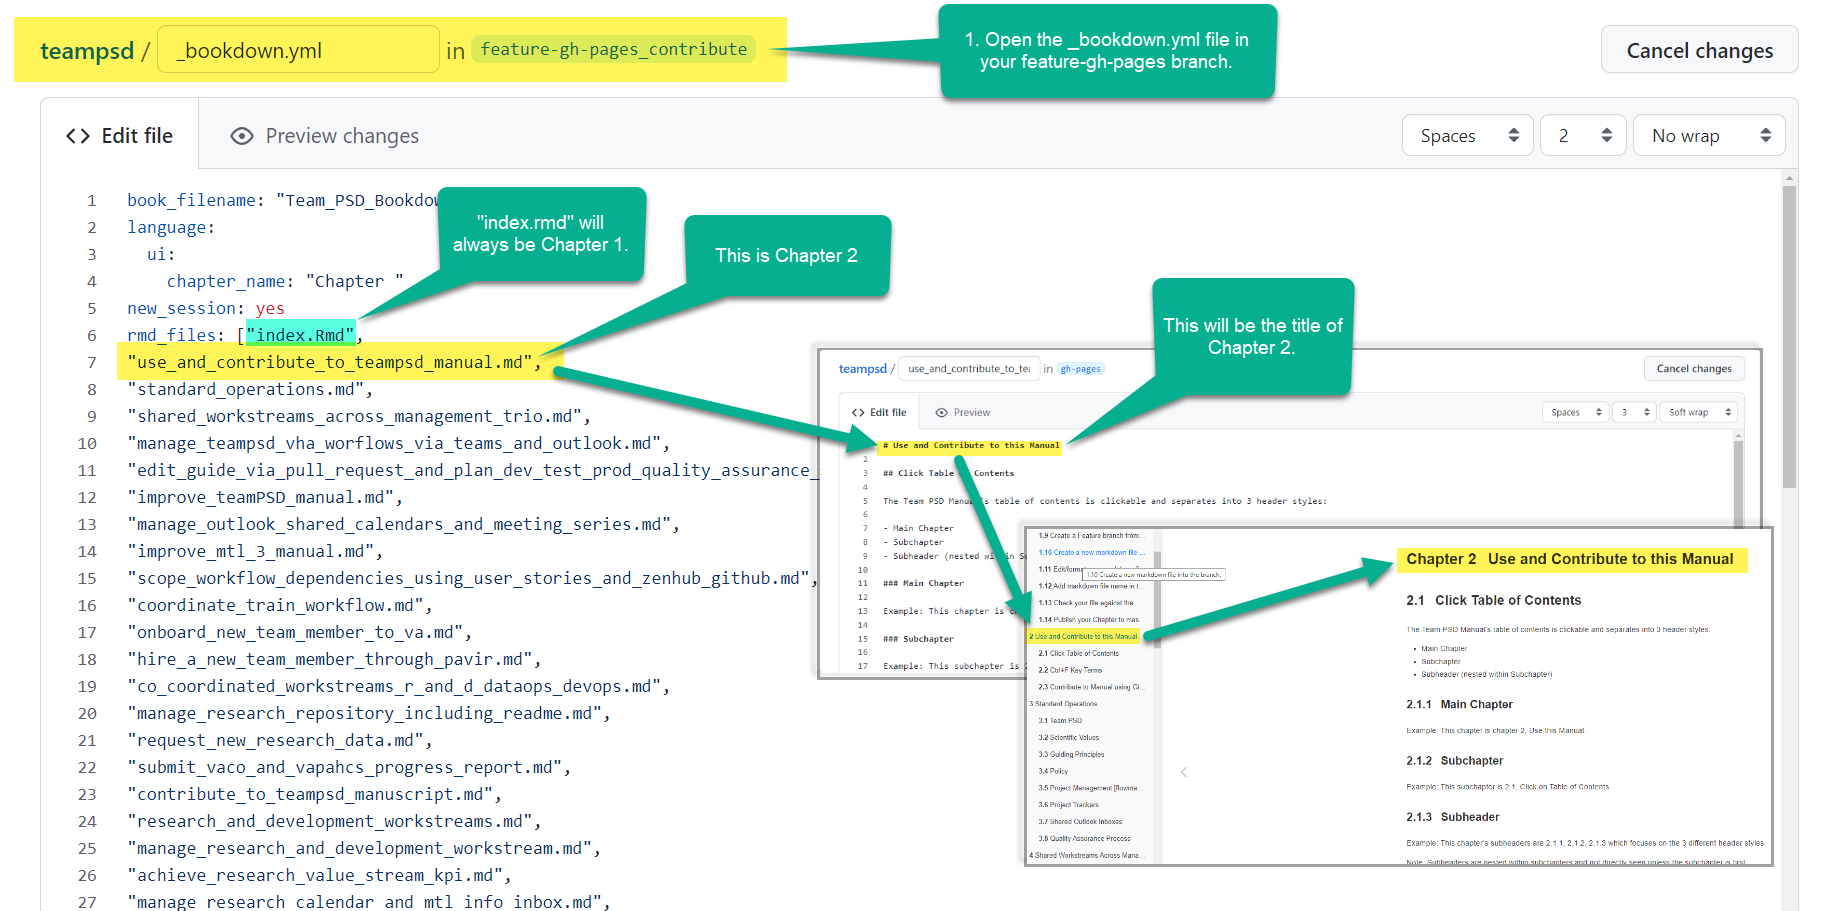 teampsd / _bookdown.yml in feature-gh-pages_contribute
1. Open the _bookdown.yml file in
your feature-gh-pages branch.
Cancel changes
<> Edit file
Preview changes
Spaces
2
No wrap
1 book_filename: "Team_PSD_Bookdow
2 language:
3 ui:
4 chapter_name: "Chapter "
5 new_session: yes
6 rmd_files: ["index.Rmd",
7 "use_and_contribute_to_teampsd_manual.md",
8 "standard_operations.md",
9 "shared_workstreams_across_management_trio.md",
10 "manage_teampsd_vha_worflows_via_teams_and_outlook.md",
11 "edit_guide_via_pull_request_and_plan_dev_test_prod_quality_assurance_
12 "improve_teamPSD_manual.md",
13 "manage_outlook_shared_calendars_and_meeting_series.md",
14 "improve_mtl_3_manual.md",
15 "scope_workflow_dependencies_using_user_stories_and_zenhub_github.md",
16 "coordinate_train_workflow.md",
17 "onboard_new_team_member_to_va.md",
18 "hire_a_new_team_member_through_pavir.md",
19 "co_coordinated_workstreams_r_and_d_dataops_devops.md",
20 "manage_research_repository_including_readme.md",
21 "request_new_research_data.md",
22 "submit_vaco_and_vapahcs_progress_report.md",
23 "contribute_to_teampsd_manuscript.md",
24 "research_and_development_workstreams.md",
25 "manage_research_and_development_workstream.md",
26 "achieve_research_value_stream_kpi.md",
27 "manage_research_calendar_and_mtl_info_inbox.md",
"index.rmd" will
always be Chapter 1.
This is Chapter 2
This will be the title of
Chapter 2.
teampsd / use_and_contribute_to_tea in gh-pages
Cancel changes
<> Edit file
Preview
Spaces
3
Soft wrap
# Use and Contribute to this Manual
2
3 ## Click Table Contents
4
5 The Team PSD Manual's table of contents is clickable and separates into 3 header styles:
6
7 - Main Chapter
8 - Subchapter
9 - Subheader (nested within Su
10
11 ### Main Chapter
12
13 Example: This chapter is c
14
15 ### Subchapter
16
17 Example: This subchapter is 2
1.9 Create a Feature branch from...
1.10 Create a new markdown file ...
1.11 Edit/form
1.10 Create a new markdown file into the branch.
1.12 Add markdown file name in t...
1.13 Check your file against the
1.14 Publish your Chapter to mas...
2 Use and Contribute to this Manual
2.1 Click Table of Contents
2.2 Ctrl+F Key Terms
2.3 Contribute to Manual using Gi...
3 Standard Operations
3.1 Team PSD
3.2 Scientific Values
3.3 Guiding Principles
3.4 Policy
3.5 Project Management [flowma...
3.6 Project Trackers
3.7 Shared Outlook Inboxes
3.8 Quality Assurance Process
4 Shared Workstreams Across Mana...
Chapter 2 Use and Contribute to this Manual
2.1 Click Table of Contents
The Team PSD Manual's table of contents is clickable and separates into 3 header styles:
• Main Chapter
• Subchapter
• Subheader (nested within Subchapter)
2.1.1 Main Chapter
Example: This chapter is chapter 2, Use this Manual.
2.1.2 Subchapter
Example: This subchapter is 2.1. Click on Table of Contents
2.1.3 Subheader
Example: This chapter's subheaders are 2.1.1, 2.1.2, 2.1.3 which focuses on the 3 different header styles.
Note: Subheaders are nested within subchapters and not directly seen unless the subchapter is first